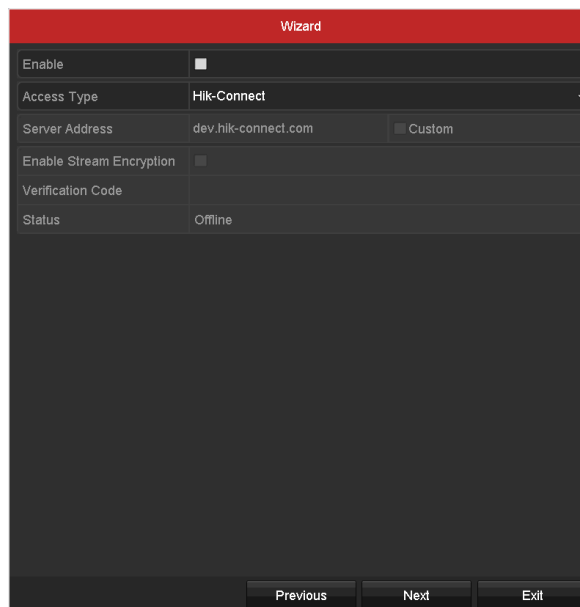 Wizard
Enable
Access Type Hik-Connect
Server Address dev.hik-connect.com Custom
Enable Stream Encryption
Verification Code
Status Offline
Previous Next Exit